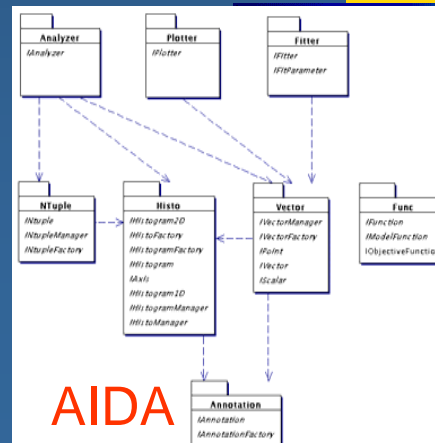 Analyzer
IAnalyzer
Plotter
IPlotter
Fitter
IFitter
IFitParameter
NTuple
INtuple
INtupleManager
INtupleFactory
Histo
IHistogram2D
IHistoFactory
IHistogramFactory
IHistogram
IAxis
IHistogram1D
IHistogramManager
IHistoManager
Vector
IVectorManager
IVectorFactory
IPoint
IVector
IScalar
Func
IFunction
IModelFunction
IObjectiveFunctio
AIDA
Annotation
IAnnotation
IAnnotationFactory